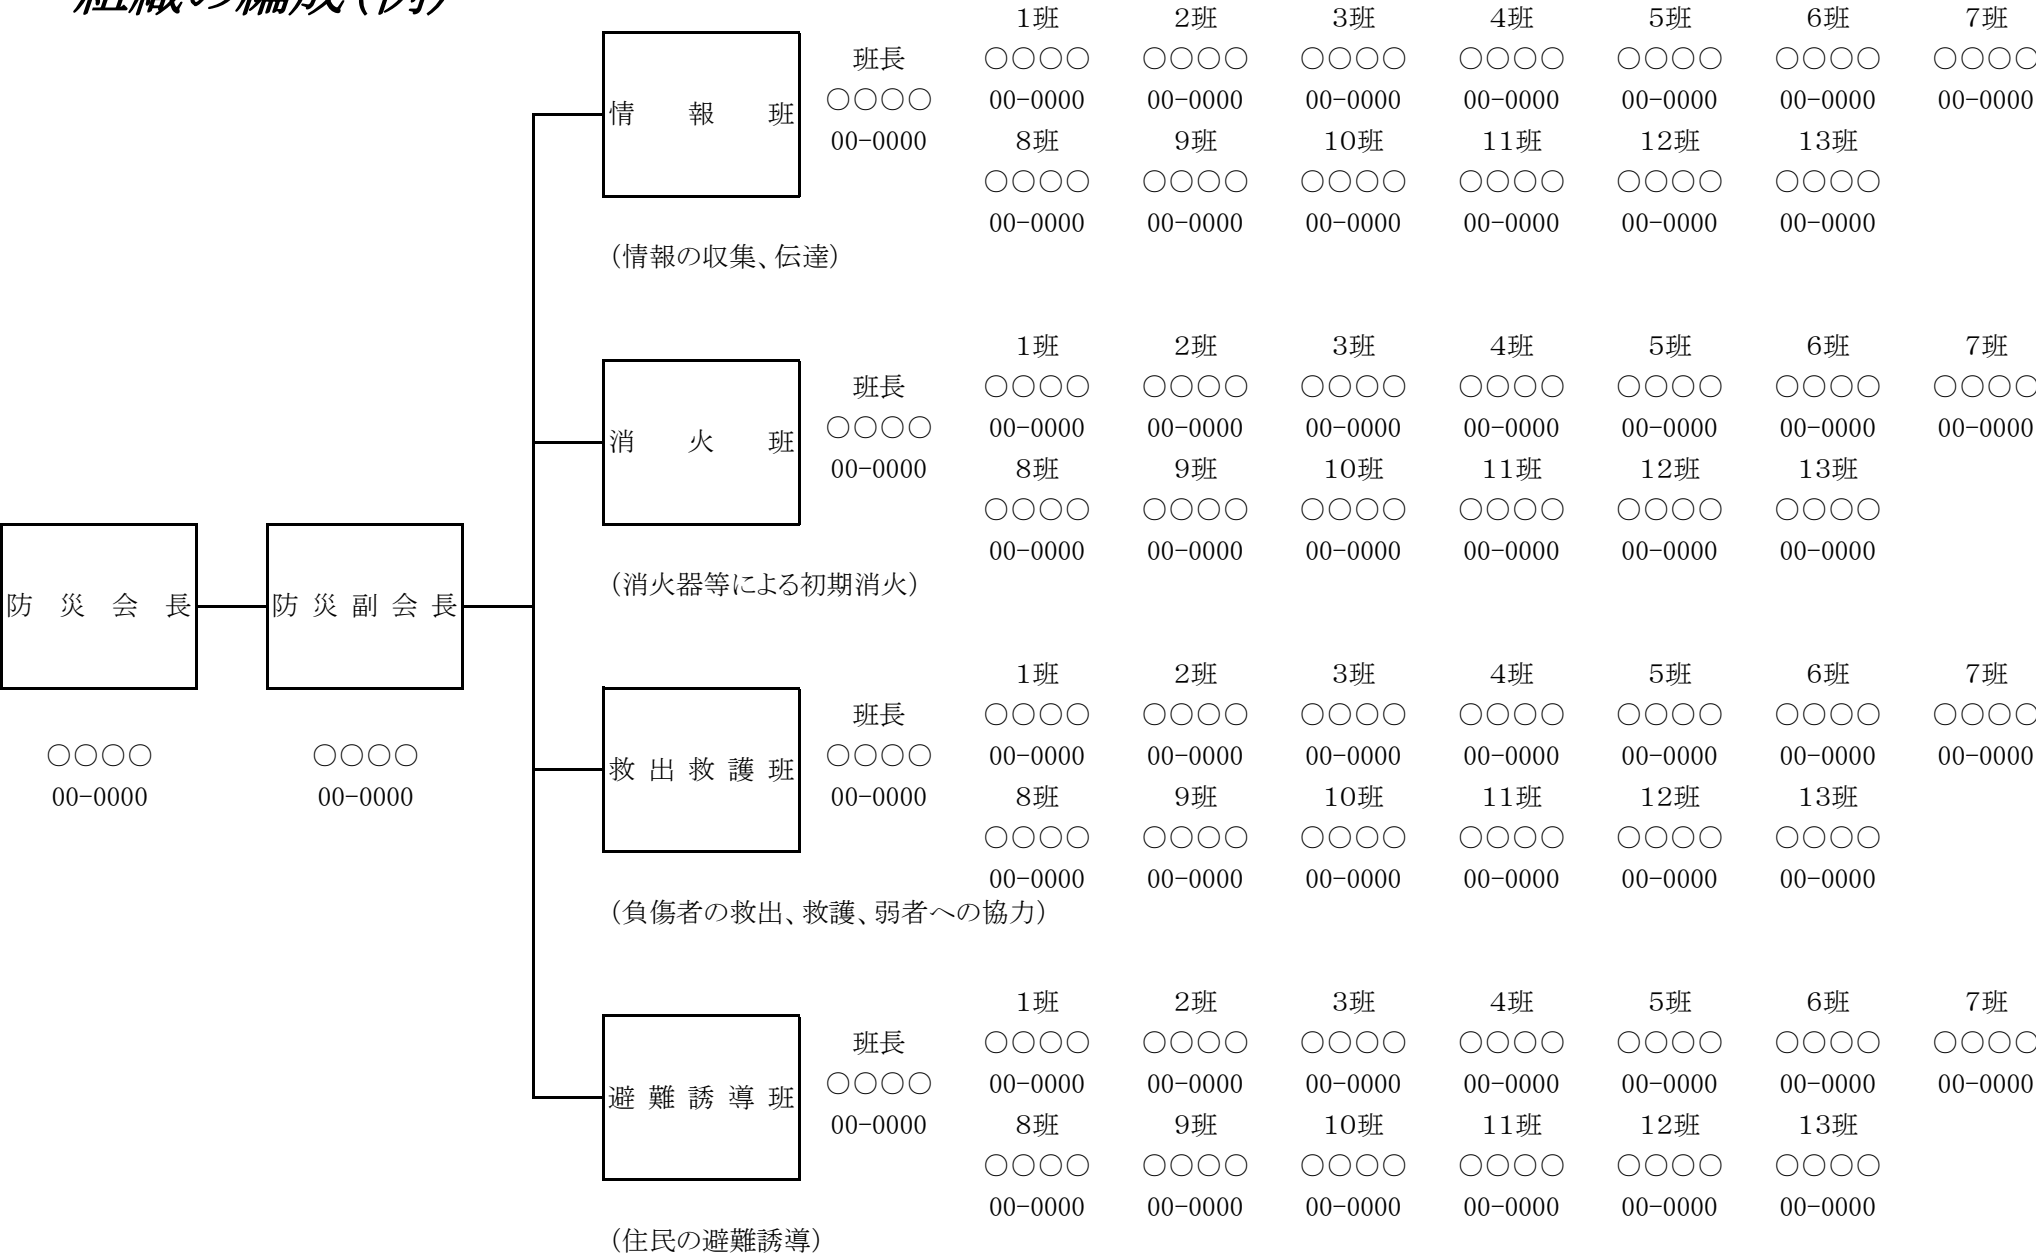 組織の編成(例)
防災会長
○○○○
00-0000
防災副会長
○○○○
00-0000
情報班
班長
○○○○
00-0000
1班 2班 3班 4班 5班 6班 7班
○○○○ ○○○○ ○○○○ ○○○○ ○○○○ ○○○○ ○○○○
00-0000 00-0000 00-0000 00-0000 00-0000 00-0000 00-0000
8班 9班 10班 11班 12班 13班
○○○○ ○○○○ ○○○○ ○○○○ ○○○○ ○○○○
00-0000 00-0000 00-0000 00-0000 00-0000 00-0000
(情報の収集、伝達)
消火班
班長
○○○○
00-0000
1班 2班 3班 4班 5班 6班 7班
○○○○ ○○○○ ○○○○ ○○○○ ○○○○ ○○○○ ○○○○
00-0000 00-0000 00-0000 00-0000 00-0000 00-0000 00-0000
8班 9班 10班 11班 12班 13班
○○○○ ○○○○ ○○○○ ○○○○ ○○○○ ○○○○
00-0000 00-0000 00-0000 00-0000 00-0000 00-0000
(消火器等による初期消火)
救出救護班
班長
○○○○
00-0000
1班 2班 3班 4班 5班 6班 7班
○○○○ ○○○○ ○○○○ ○○○○ ○○○○ ○○○○ ○○○○
00-0000 00-0000 00-0000 00-0000 00-0000 00-0000 00-0000
8班 9班 10班 11班 12班 13班
○○○○ ○○○○ ○○○○ ○○○○ ○○○○ ○○○○
00-0000 00-0000 00-0000 00-0000 00-0000 00-0000
(負傷者の救出、救護、弱者への協力)
避難誘導班
班長
○○○○
00-0000
1班 2班 3班 4班 5班 6班 7班
○○○○ ○○○○ ○○○○ ○○○○ ○○○○ ○○○○ ○○○○
00-0000 00-0000 00-0000 00-0000 00-0000 00-0000 00-0000
8班 9班 10班 11班 12班 13班
○○○○ ○○○○ ○○○○ ○○○○ ○○○○ ○○○○
00-0000 00-0000 00-0000 00-0000 00-0000 00-0000
(住民の避難誘導)